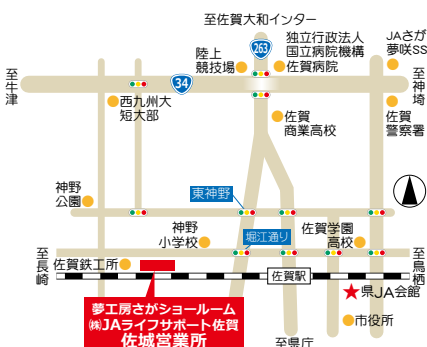 至佐賀大和インター
263
独立行政法人
国立病院機構
佐賀病院
陸上
競技場
JAさが
夢咲SS
34
至牛津
至神埼
西九州大
短大部
佐賀
商業高校
佐賀
警察署
神野
公園
東神野
神野
小学校
堀江通り
佐賀学園
高校
至長崎
佐賀鉄工所
至鳥栖
佐賀駅
県JA会館
夢工房さがショールーム
㈱JAライフサポート佐賀
佐城営業所
市役所
至県庁